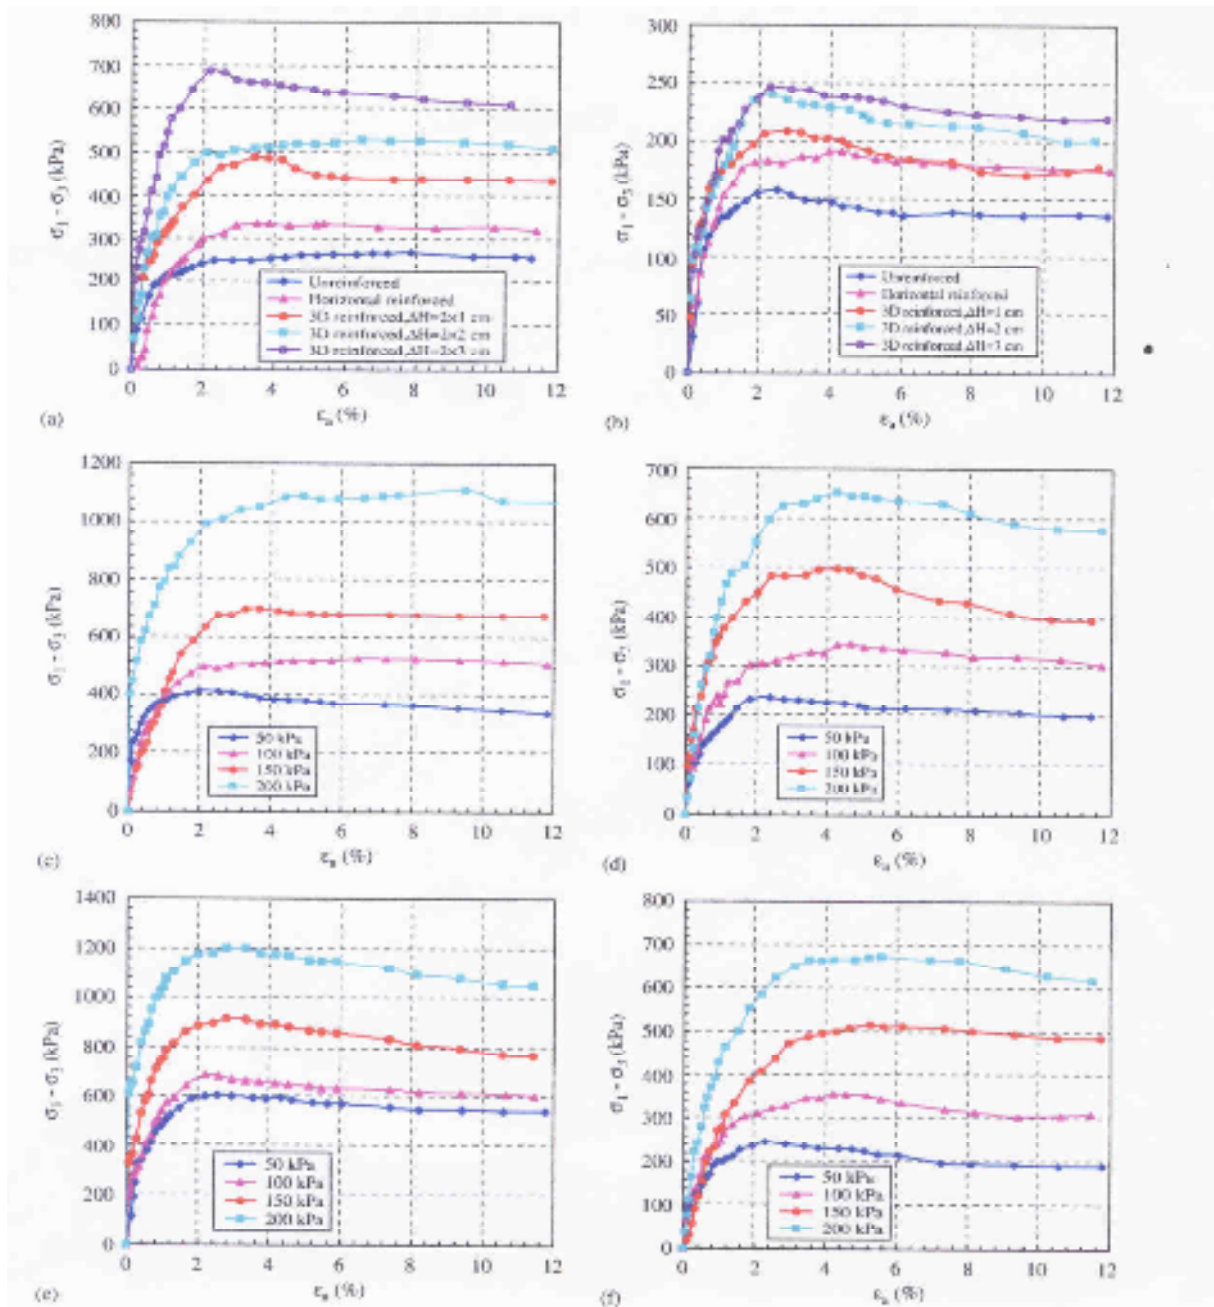 800
700
600
500
400
300
200
100
0
σ1 - σ3 (kPa)
Unreinforced
Horizontal reinforced
3D reinforced,ΔH=2×1 cm
3D reinforced,ΔH=2×2 cm
3D reinforced,ΔH=2×3 cm
0 2 4 6 8 10 12
(a)
εa (%)
300
250
200
150
100
50
0
σ1 - σ3 (kPa)
Unreinforced
Horizontal reinforced
3D reinforced,ΔH=1 cm
3D reinforced,ΔH=2 cm
3D reinforced,ΔH=3 cm
0 2 4 6 8 10 12
(b)
εa (%)
1200
1000
800
600
400
200
0
σ1 - σ3 (kPa)
50 kPa
100 kPa
150 kPa
200 kPa
0 2 4 6 8 10 12
(c)
εa (%)
700
600
500
400
300
200
100
0
σ1 - σ3 (kPa)
50 kPa
100 kPa
150 kPa
200 kPa
0 2 4 6 8 10 12
(d)
εa (%)
1400
1200
1000
800
600
400
200
0
σ1 - σ3 (kPa)
50 kPa
100 kPa
150 kPa
200 kPa
0 2 4 6 8 10 12
(e)
εa (%)
800
700
600
500
400
300
200
100
0
σ1 - σ3 (kPa)
50 kPa
100 kPa
150 kPa
200 kPa
0 2 4 6 8 10 12
(f)
εa (%)